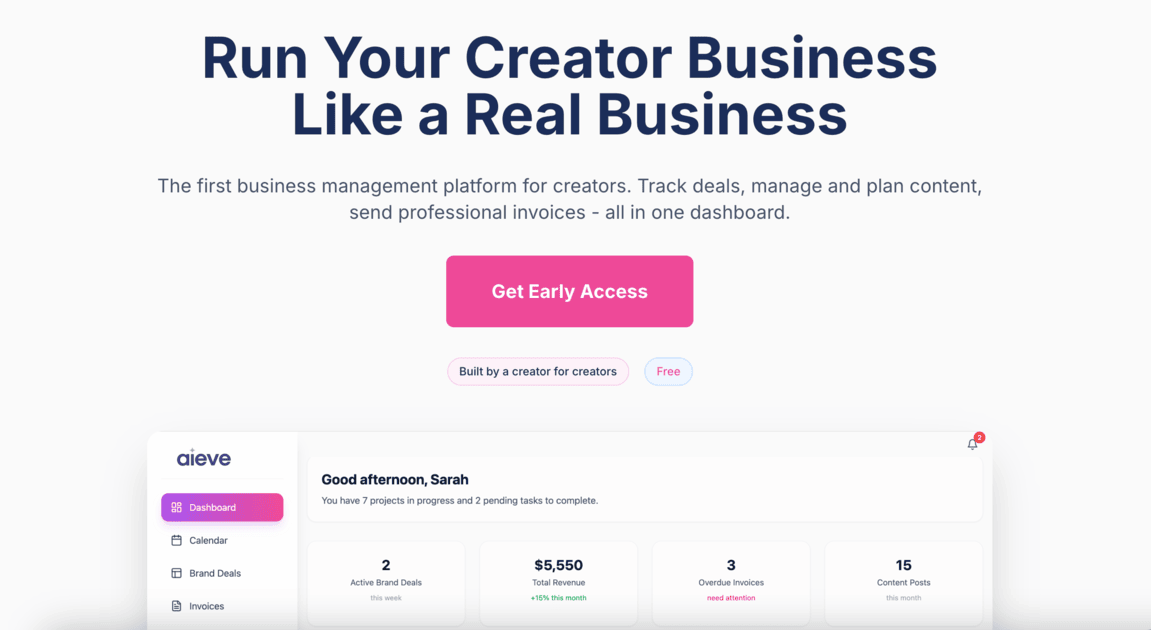 Run Your Creator Business
Like a Real Business
The first business management platform for creators. Track deals, manage and plan content,
send professional invoices - all in one dashboard.
Get Early Access
Built by a creator for creators
Free
aieve
2
Dashboard
Calendar
Brand Deals
Invoices
Good afternoon, Sarah
You have 7 projects in progress and 2 pending tasks to complete.
2
Active Brand Deals
this week
$5,550
Total Revenue
+15% this month
3
Overdue Invoices
need attention
15
Content Posts
this month